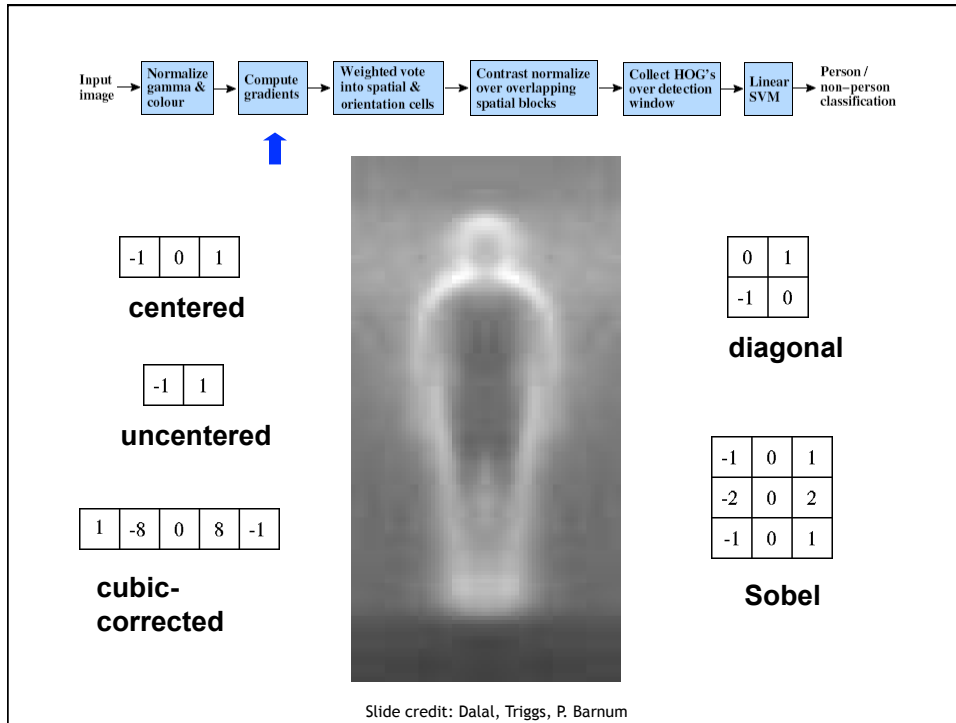 Input
image
Normalize
gamma &
colour
Compute
gradients
Weighted vote
into spatial &
orientation cells
Contrast normalize
over overlapping
spatial blocks
Collect HOG's
over detection
window
Linear
SVM
Person /
non–person
classification
-1 0 1
centered
-1 1
uncentered
1 -8 0 8 -1
cubic-
corrected
0 1
-1 0
diagonal
-1 0 1
-2 0 2
-1 0 1
Sobel
Slide credit: Dalal, Triggs, P. Barnum